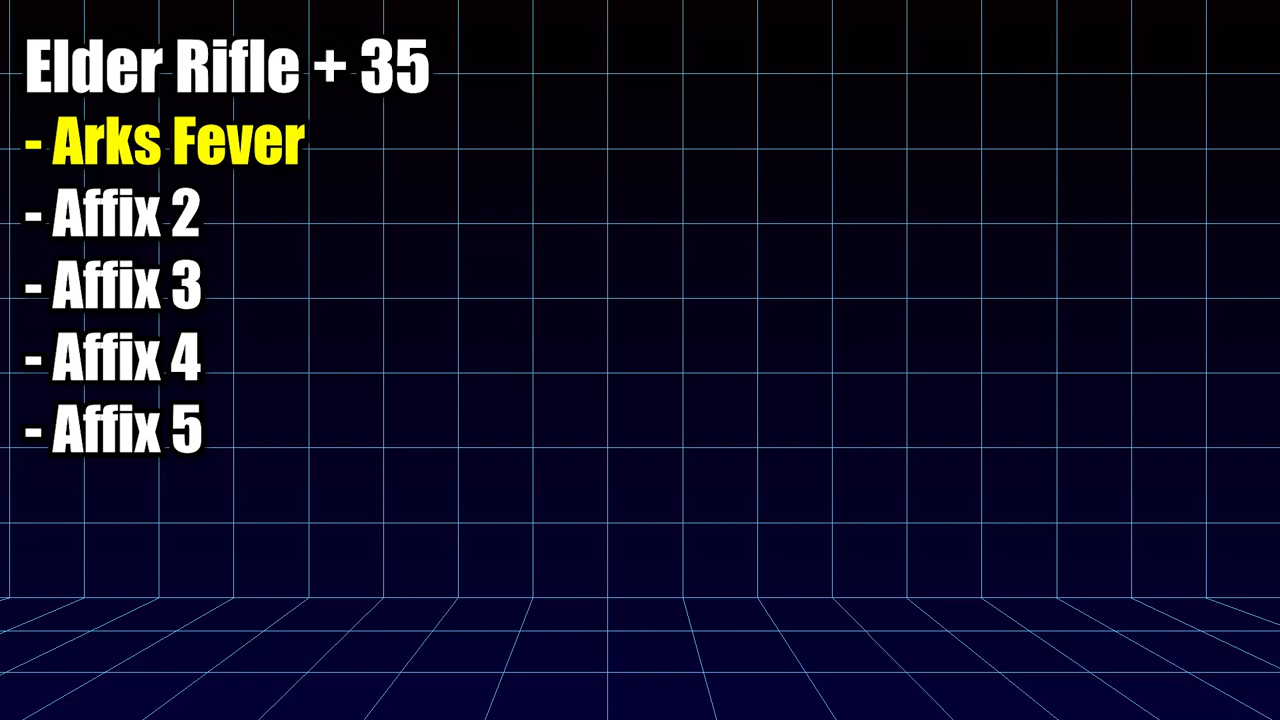 Elder Rifle + 35
- Arks Fever
- Affix 2
- Affix 3
- Affix 4
- Affix 5